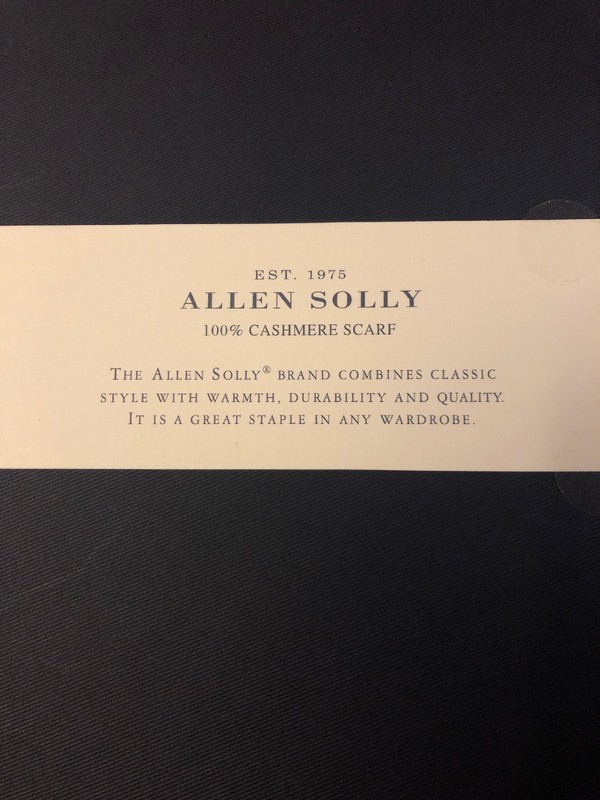 EST. 1975
ALLEN SOLLY
100% CASHMERE SCARF
THE ALLEN SOLLY® BRAND COMBINES CLASSIC
STYLE WITH WARMTH, DURABILITY AND QUALITY.
IT IS A GREAT STAPLE IN ANY WARDROBE.